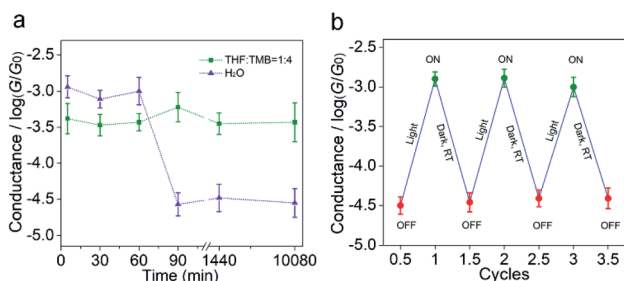 a
Conductance / log(G/G0)
-2.5
-3.0
-3.5
-4.0
-4.5
-5.0
THF:TMB=1:4
H₂O
0 30 60 90 1440 10080
Time (min)
b
Conductance / log(G/G0)
-2.5
-3.0
-3.5
-4.0
-4.5
-5.0
ON ON ON
Light Dark, RT Light Dark, RT Light Dark, RT
OFF OFF OFF OFF
0.5 1 1.5 2 2.5 3 3.5
Cycles